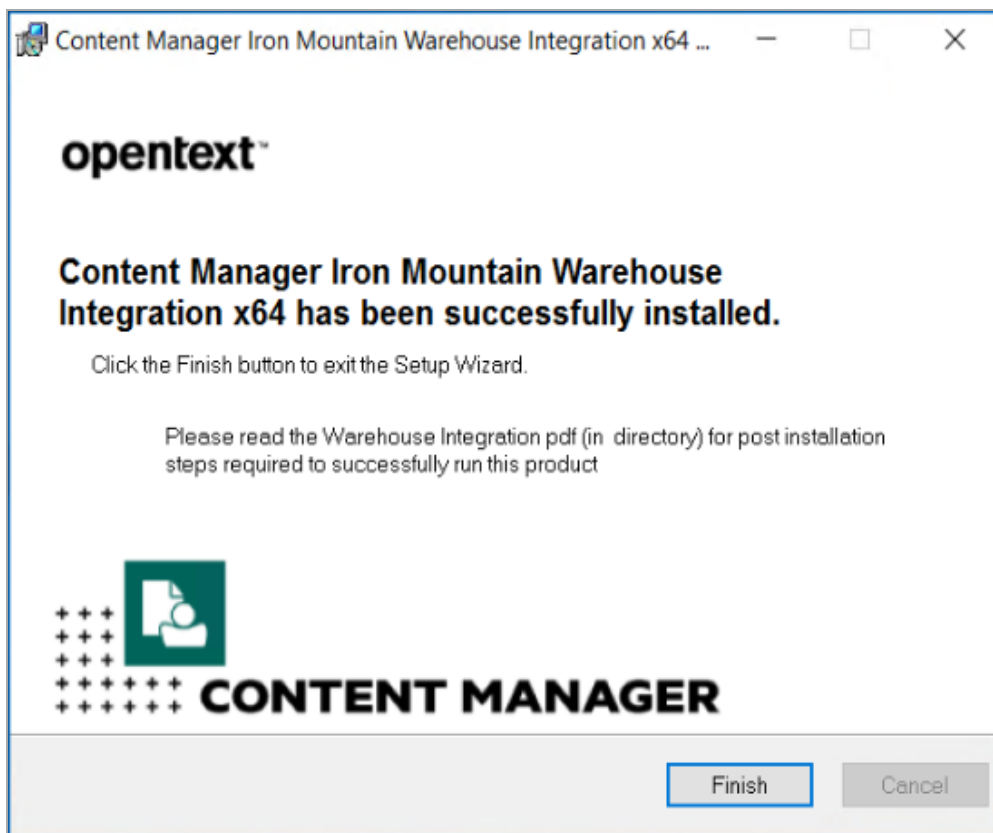 Content Manager Iron Mountain Warehouse Integration x64 ...
opentext™
Content Manager Iron Mountain Warehouse
Integration x64 has been successfully installed.
Click the Finish button to exit the Setup Wizard.
Please read the Warehouse Integration pdf (in directory) for post installation
steps required to successfully run this product
CONTENT MANAGER
Finish
Cancel